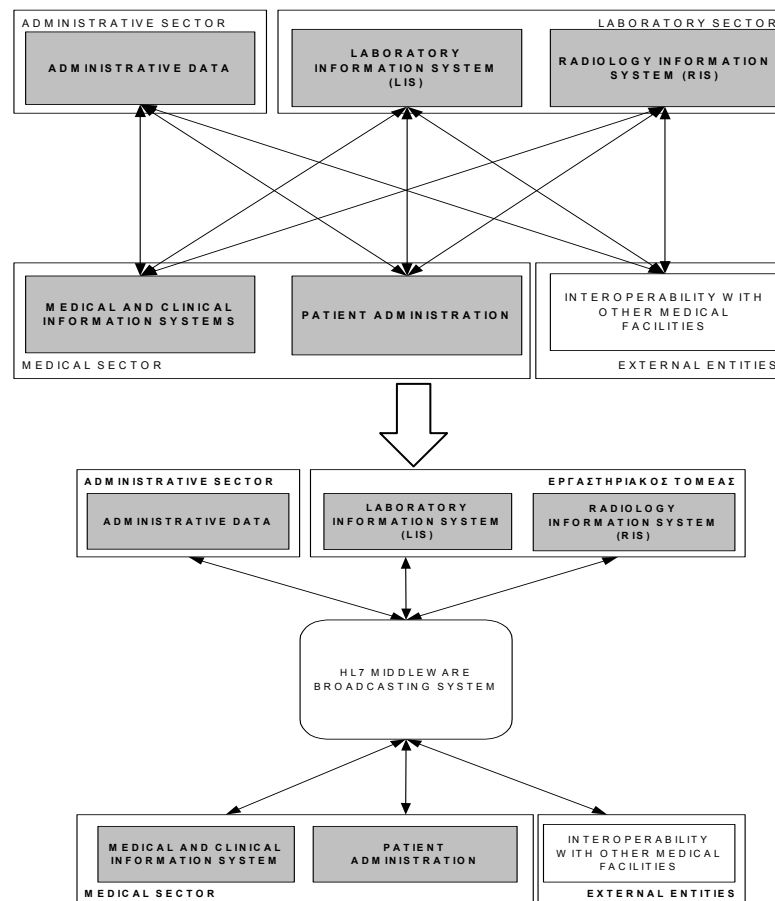 ADMINISTRATIVE SECTOR
LABORATORY SECTOR
ADMINISTRATIVE DATA
LABORATORY
INFORMATION SYSTEM
(LIS)
RADIOLOGY INFORMATION
SYSTEM (RIS)
MEDICAL AND CLINICAL
INFORMATION SYSTEMS
PATIENT ADMINISTRATION
INTEROPERABILITY WITH
OTHER MEDICAL
FACILITIES
MEDICAL SECTOR
EXTERNAL ENTITIES
ADMINISTRATIVE SECTOR
ΕΡΓΑΣΤΗΡΙΑΚΟΣ ΤΟΜΕΑΣ
ADMINISTRATIVE DATA
LABORATORY
INFORMATION SYSTEM
(LIS)
RADIOLOGY
INFORMATION SYSTEM
(RIS)
HL7 MIDDLEWARE
BROADCASTING SYSTEM
MEDICAL AND CLINICAL
INFORMATION SYSTEM
PATIENT
ADMINISTRATION
INTEROPERABILITY
WITH OTHER MEDICAL
FACILITIES
MEDICAL SECTOR
EXTERNAL ENTITIES